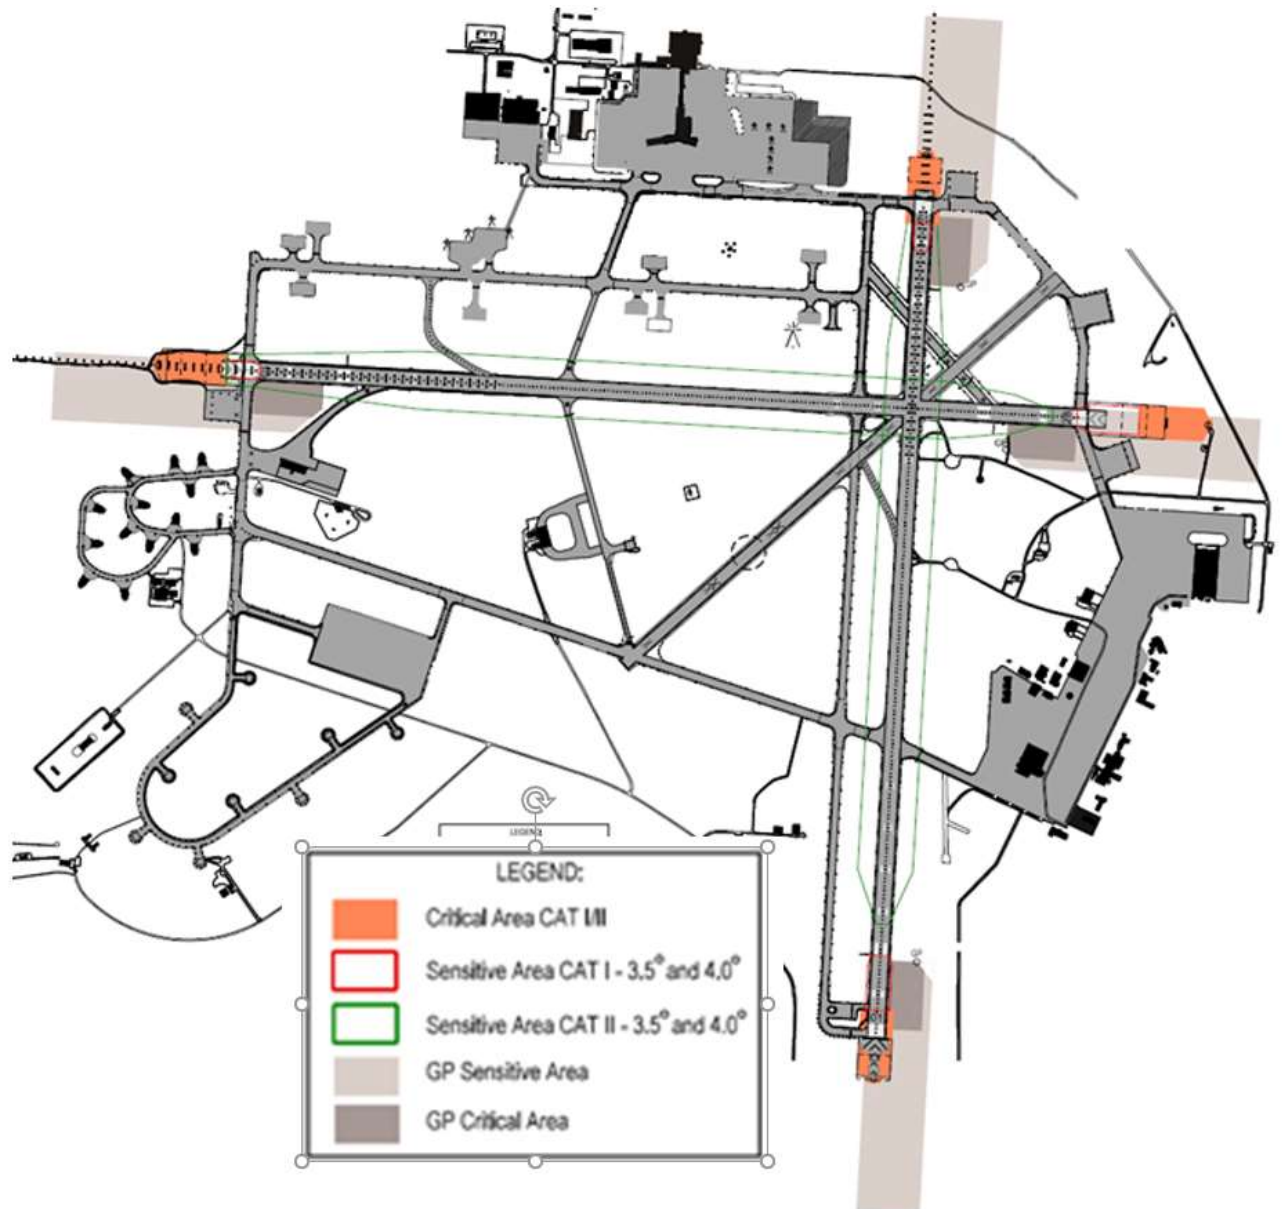 LEGEND:
LEGEND:
Critical Area CAT I/II
Sensitive Area CAT I - 3.5° and 4.0°
Sensitive Area CAT II - 3.5° and 4.0°
GP Sensitive Area
GP Critical Area